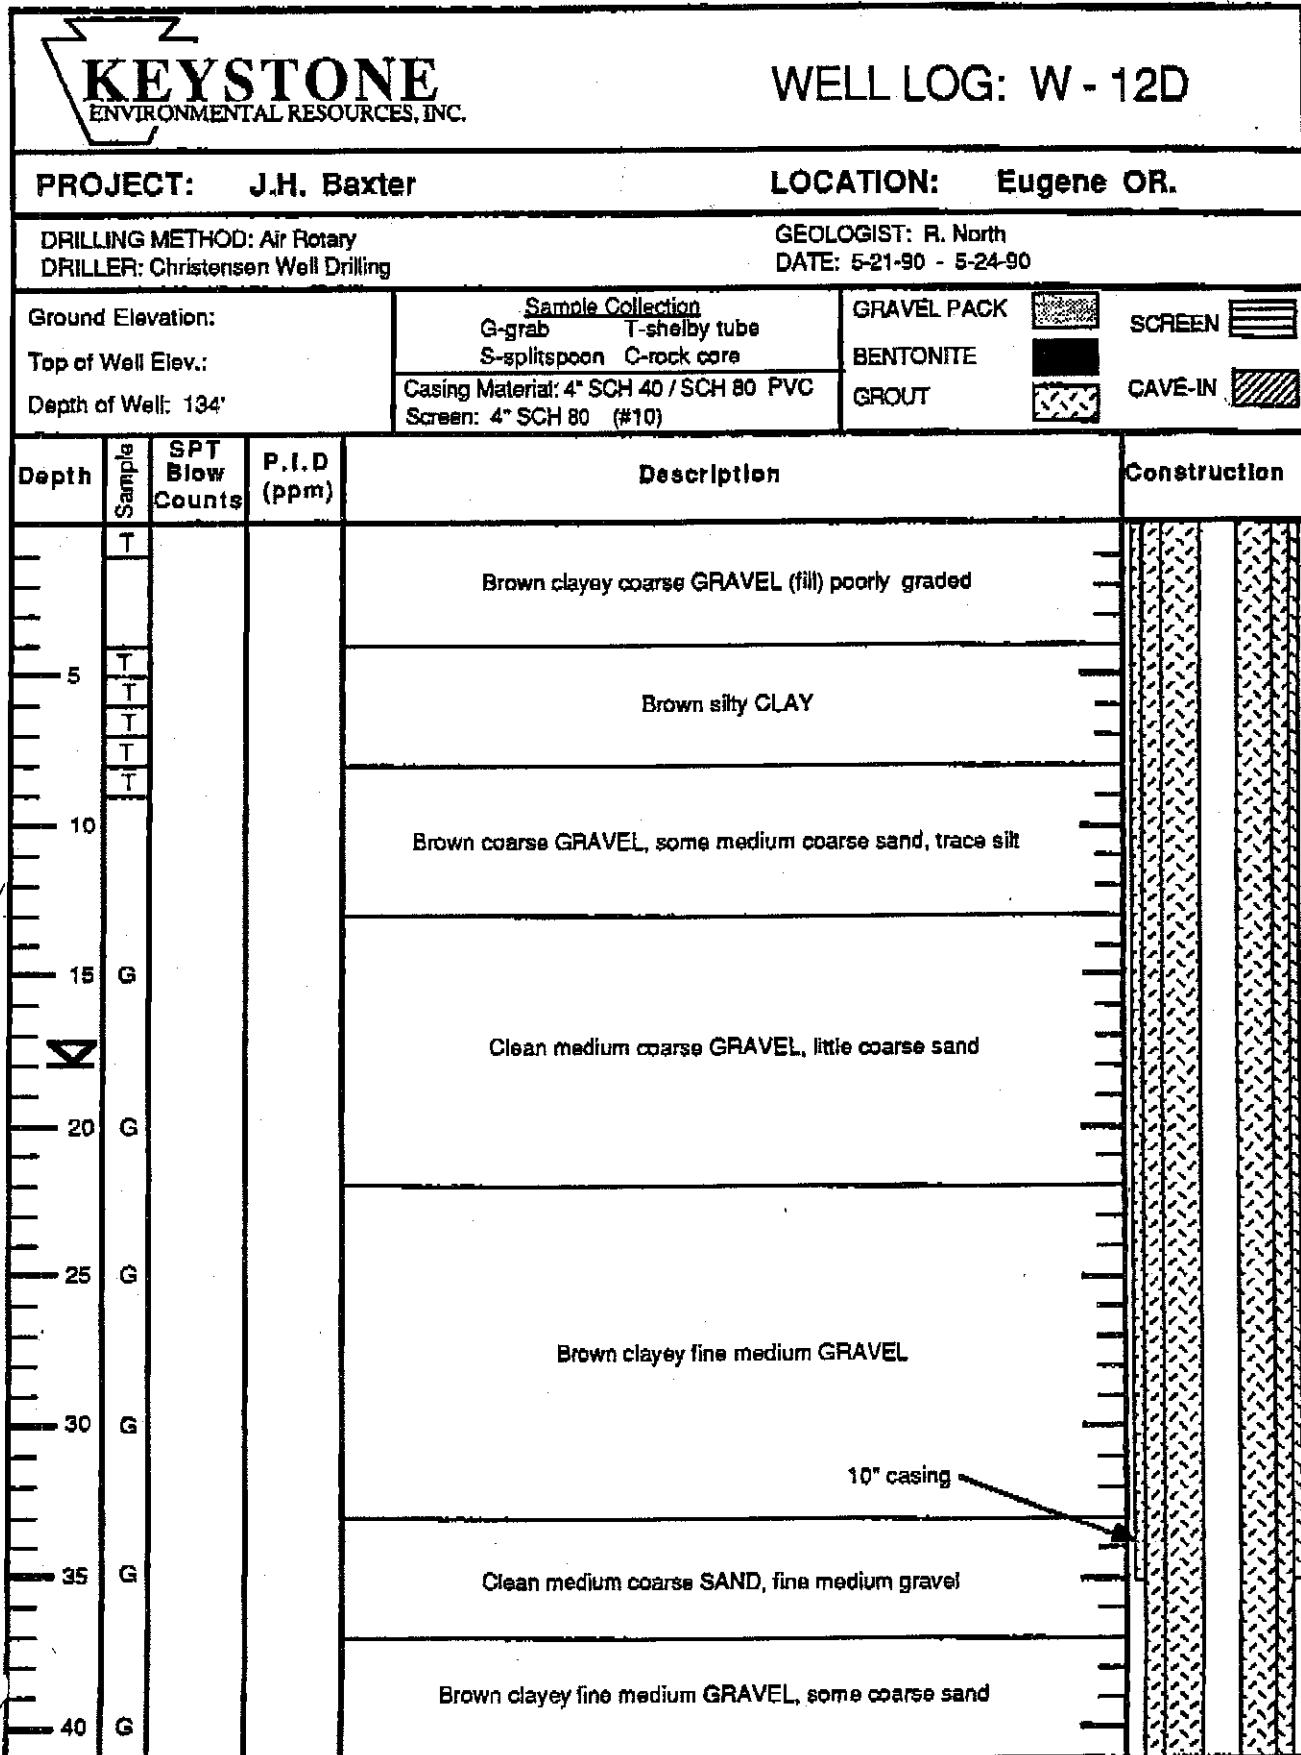 KEYSTONE
ENVIRONMENTAL RESOURCES, INC.
WELL LOG: W - 12D
PROJECT: J.H. Baxter
LOCATION: Eugene OR.
DRILLING METHOD: Air Rotary
DRILLER: Christensen Well Drilling
GEOLOGIST: R. North
DATE: 5-21-90 - 5-24-90
Ground Elevation:
Top of Well Elev.:
Depth of Well: 134'
Sample Collection
G-grab T-shelby tube
S-splitspoon C-rock core
Casing Material: 4" SCH 40 / SCH 80 PVC
Screen: 4" SCH 80 (#10)
GRAVEL PACK
BENTONITE
GROUT
SCREEN
CAVE-IN
Depth
Sample
SPT
Blow
Counts
P.I.D
(ppm)
Description
Construction
T
Brown clayey coarse GRAVEL (fill) poorly graded
T
5
T
Brown silty CLAY
T
T
T
10
Brown coarse GRAVEL, some medium coarse sand, trace silt
15 G
Clean medium coarse GRAVEL, little coarse sand
20 G
25 G
Brown clayey fine medium GRAVEL
30 G
10" casing
35 G
Clean medium coarse SAND, fine medium gravel
Brown clayey fine medium GRAVEL, some coarse sand
40 G